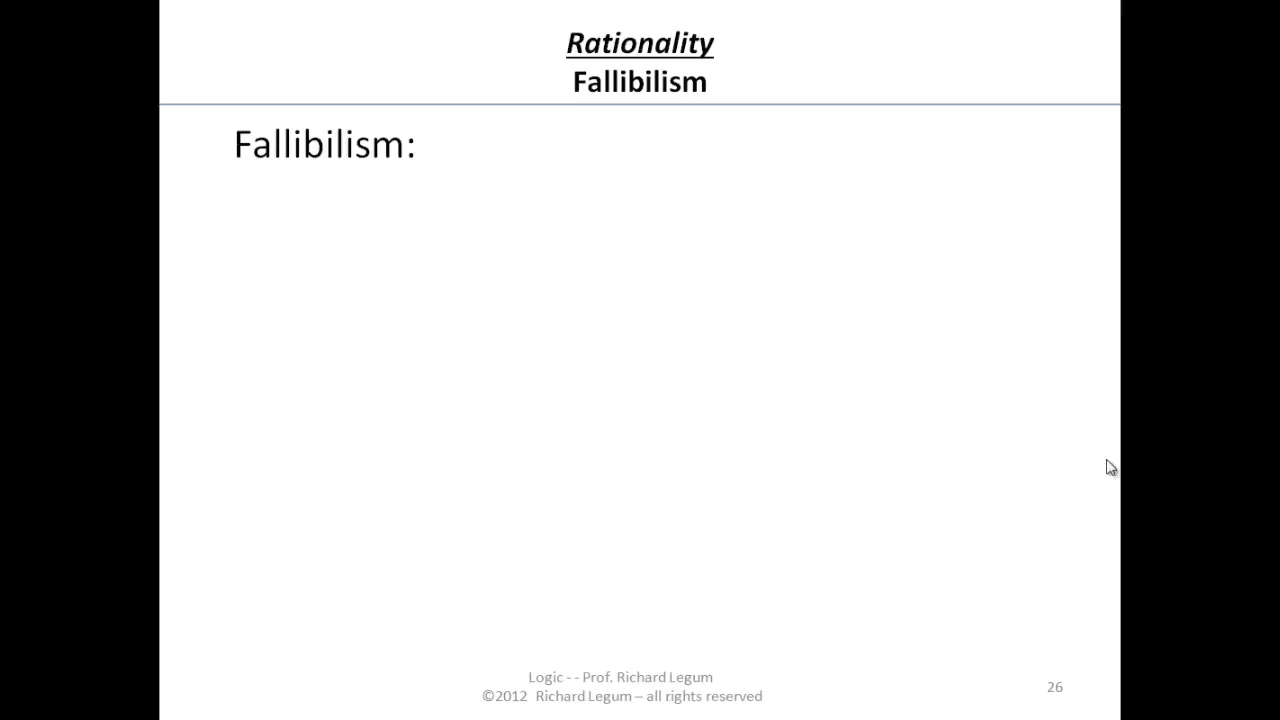 Rationality
Fallibilism
Fallibilism:
Logic - - Prof. Richard Legum
©2012 Richard Legum – all rights reserved
26